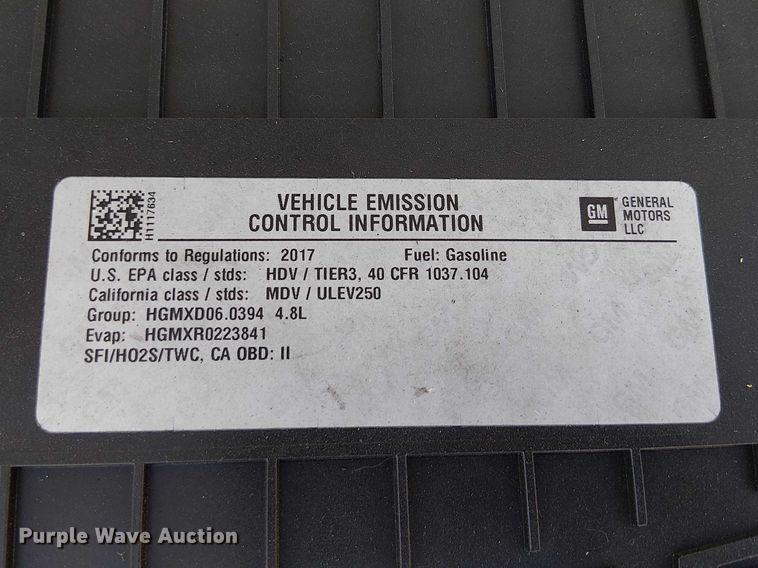 H1117634
VEHICLE EMISSION
CONTROL INFORMATION
GM
GENERAL
MOTORS
LLC
Conforms to Regulations: 2017 Fuel: Gasoline
U.S. EPA class / stds: HDV / TIER3, 40 CFR 1037.104
California class / stds: MDV / ULEV250
Group: HGMXD06.0394 4.8L
Evap: HGMXR0223841
SFI/HO2S/TWC, CA OBD: II
Purple Wave Auction